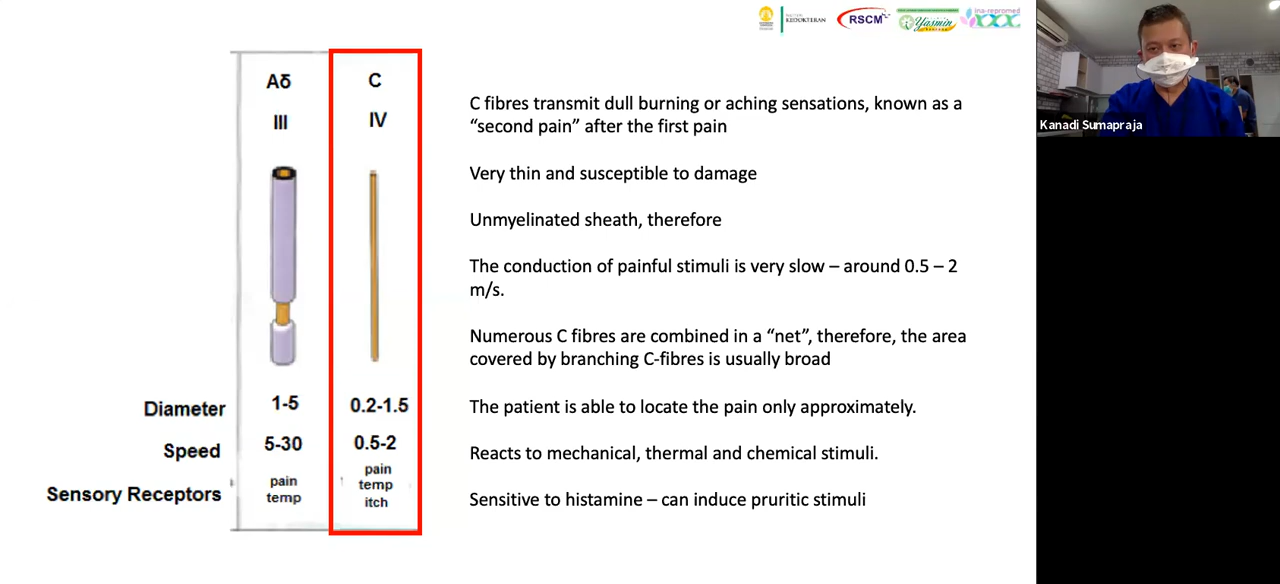 KEDOKTERAN
RSCM
Yasmin
ina-repromed
Aδ
C
III
IV
Diameter
1-5
0.2-1.5
Speed
5-30
0.5-2
Sensory Receptors
pain
temp
pain
temp
itch
C fibres transmit dull burning or aching sensations, known as a
“second pain” after the first pain
Very thin and susceptible to damage
Unmyelinated sheath, therefore
The conduction of painful stimuli is very slow – around 0.5 – 2
m/s.
Numerous C fibres are combined in a “net”, therefore, the area
covered by branching C-fibres is usually broad
The patient is able to locate the pain only approximately.
Reacts to mechanical, thermal and chemical stimuli.
Sensitive to histamine – can induce pruritic stimuli
Kanadi Sumapraja